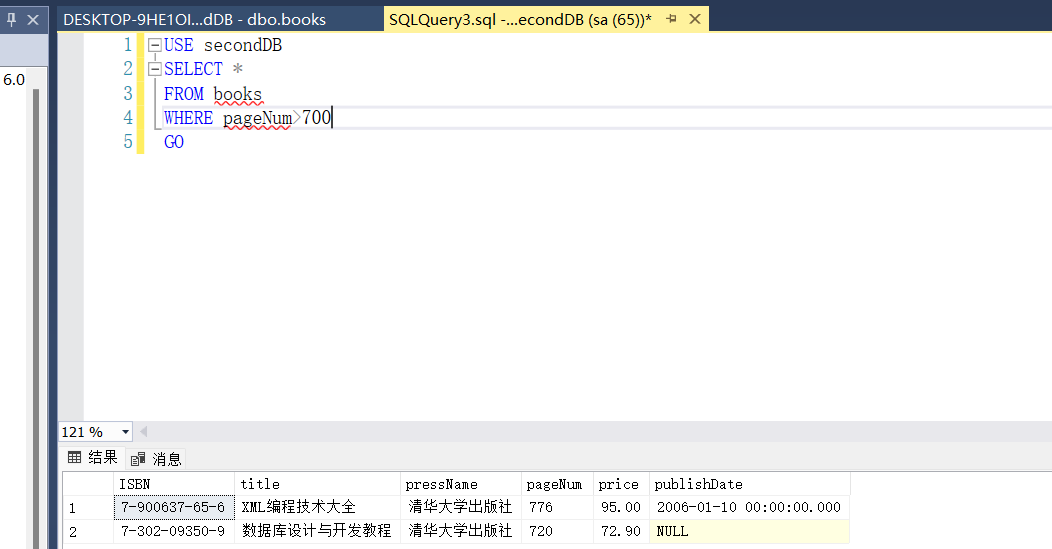 DESKTOP-9HE1OI...dDB - dbo.books
SQLQuery3.sql -...econdDB (sa (65))*
6.0
1 USE secondDB
2 SELECT *
3 FROM books
4 WHERE pageNum>700
5 GO
121 %
结果 消息
ISBN title pressName pageNum price publishDate
1 7-900637-65-6 XML编程技术大全 清华大学出版社 776 95.00 2006-01-10 00:00:00.000
2 7-302-09350-9 数据库设计与开发教程 清华大学出版社 720 72.90 NULL